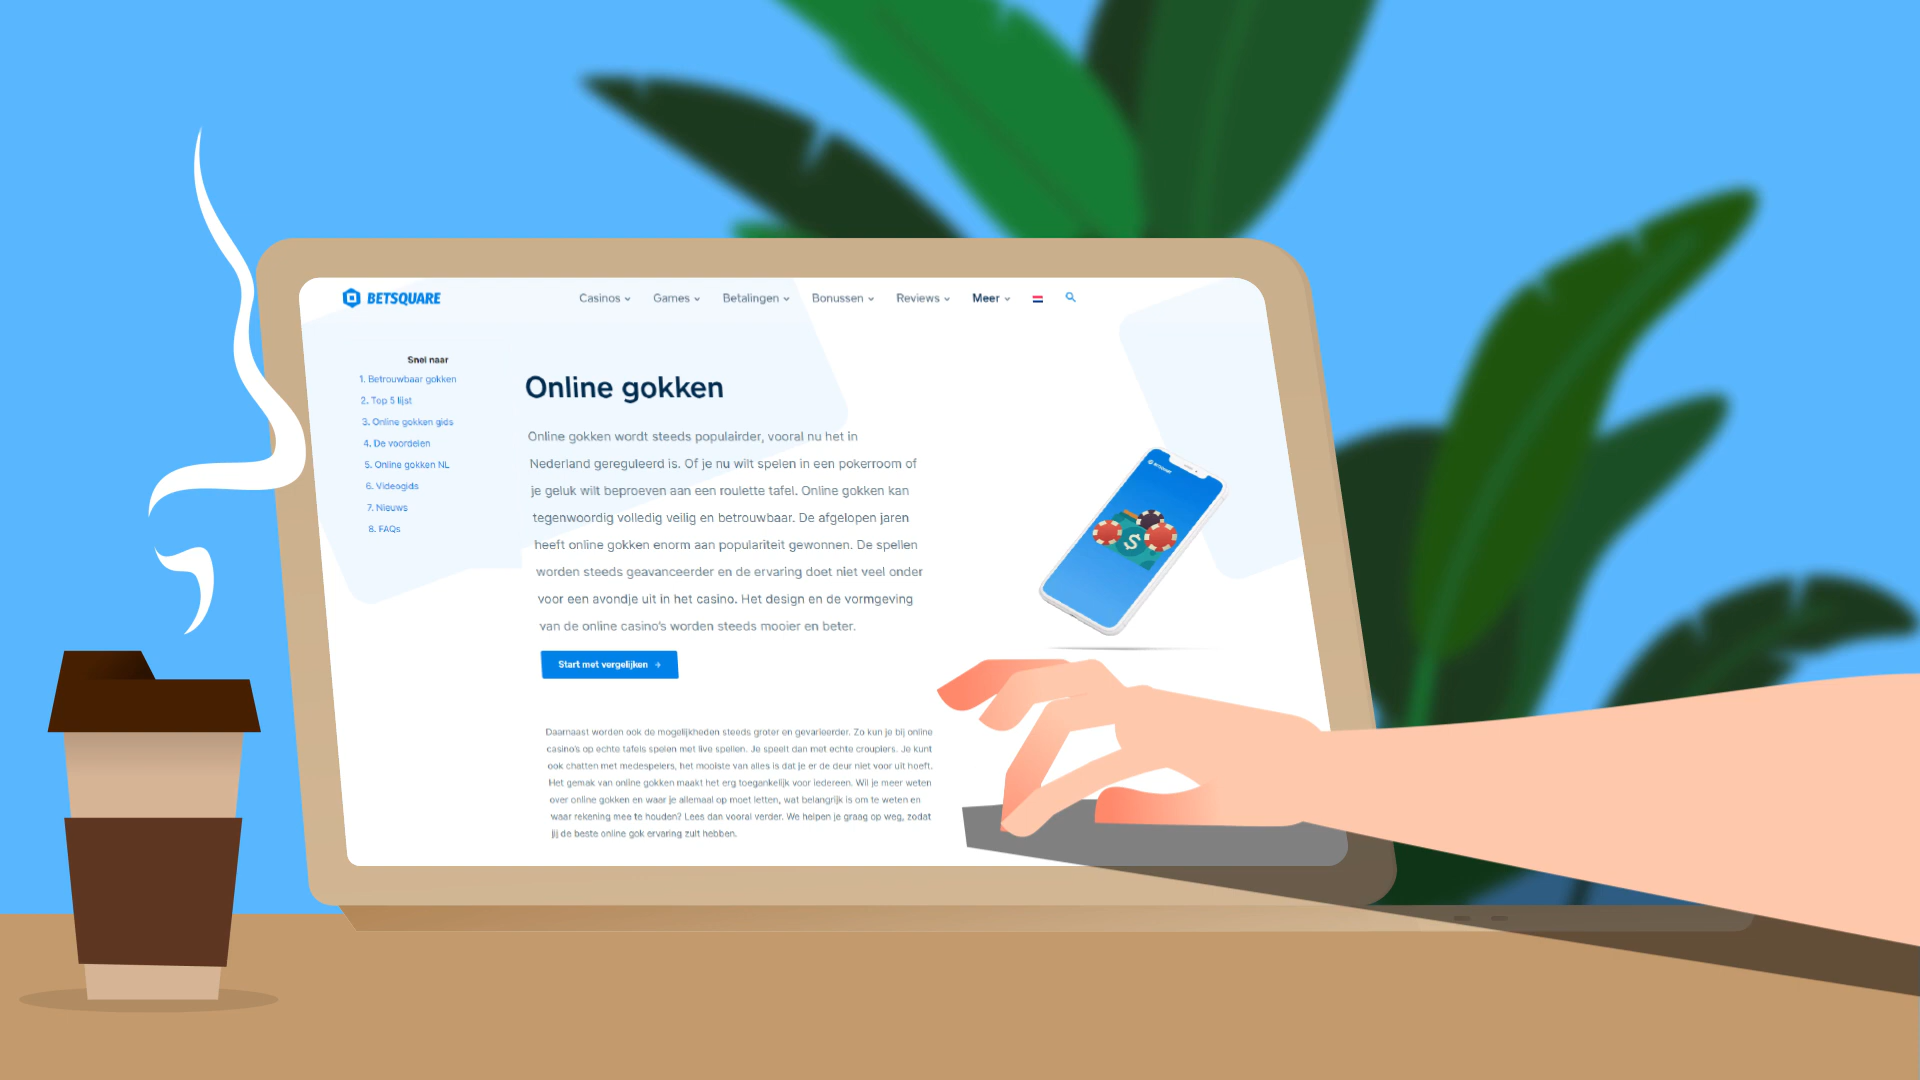 BETSQUARE
Casinos
Games
Betalingen
Bonussen
Reviews
Meer
Snel naar
1. Betrouwbaar gokken
2. Top 5 lijst
3. Online gokken gids
4. De voordelen
5. Online gokken NL
6. Videogids
7. Nieuws
8. FAQs
Online gokken
Online gokken wordt steeds populairder, vooral nu het in
Nederland gereguleerd is. Of je nu wilt spelen in een pokerroom of
je geluk wilt beproeven aan een roulette tafel. Online gokken kan
tegenwoordig volledig veilig en betrouwbaar. De afgelopen jaren
heeft online gokken enorm aan populariteit gewonnen. De spellen
worden steeds geavanceerder en de ervaring doet niet veel onder
voor een avondje uit in het casino. Het design en de vormgeving
van de online casino's worden steeds mooier en beter.
Start met vergelijken →
Daarnaast worden ook de mogelijkheden steeds groter en gevarieerder. Zo kun je bij online
casino's op echte tafels spelen met live spellen. Je speelt dan met echte croupiers. Je kunt
ook chatten met medespelers, het mooiste van alles is dat je er de deur niet voor uit hoeft.
Het gemak van online gokken maakt het erg toegankelijk voor iedereen. Wil je meer weten
over online gokken en waar je allemaal op moet letten, wat belangrijk is om te weten en
waar rekening mee te houden? Lees dan vooral verder. We helpen je graag op weg, zodat
jij de beste online gok ervaring zult hebben.
BETSQUARE
$